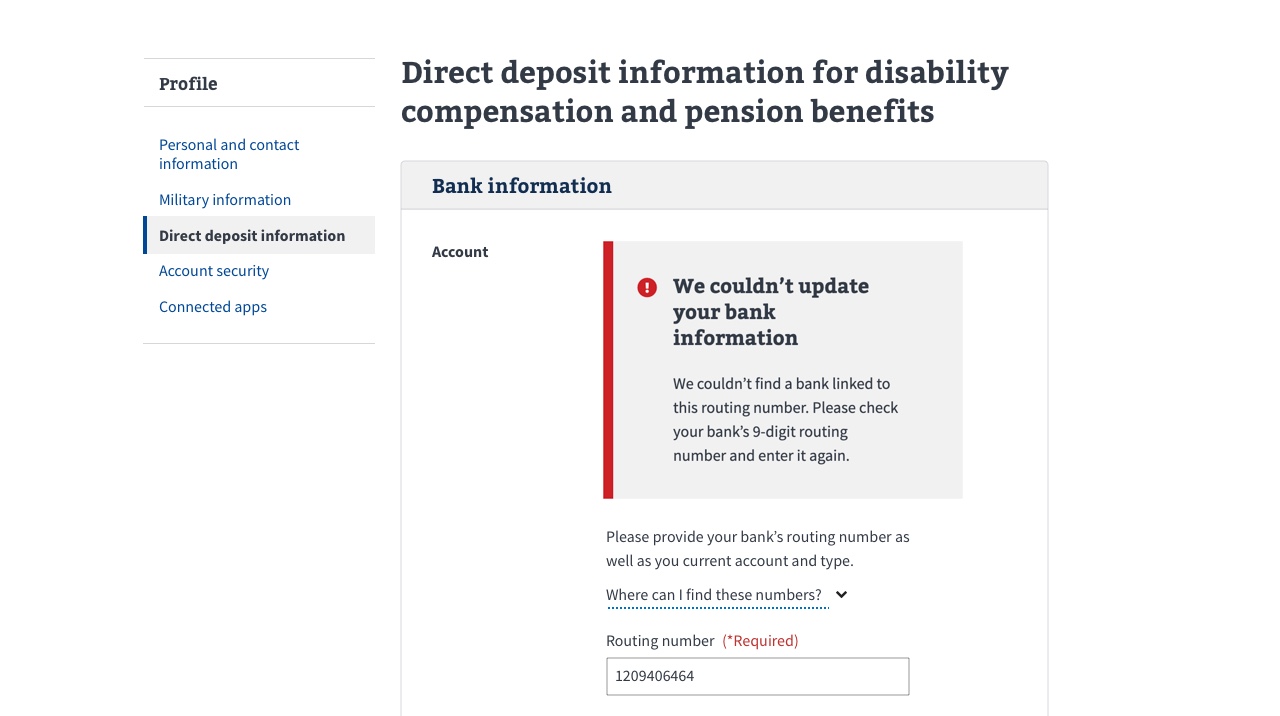 Profile
Personal and contact
information
Military information
Direct deposit information
Account security
Connected apps
Direct deposit information for disability
compensation and pension benefits
Bank information
Account
We couldn’t update
your bank
information
We couldn’t find a bank linked to
this routing number. Please check
your bank’s 9-digit routing
number and enter it again.
Please provide your bank’s routing number as
well as you current account and type.
Where can I find these numbers?
Routing number (*Required)
1209406464